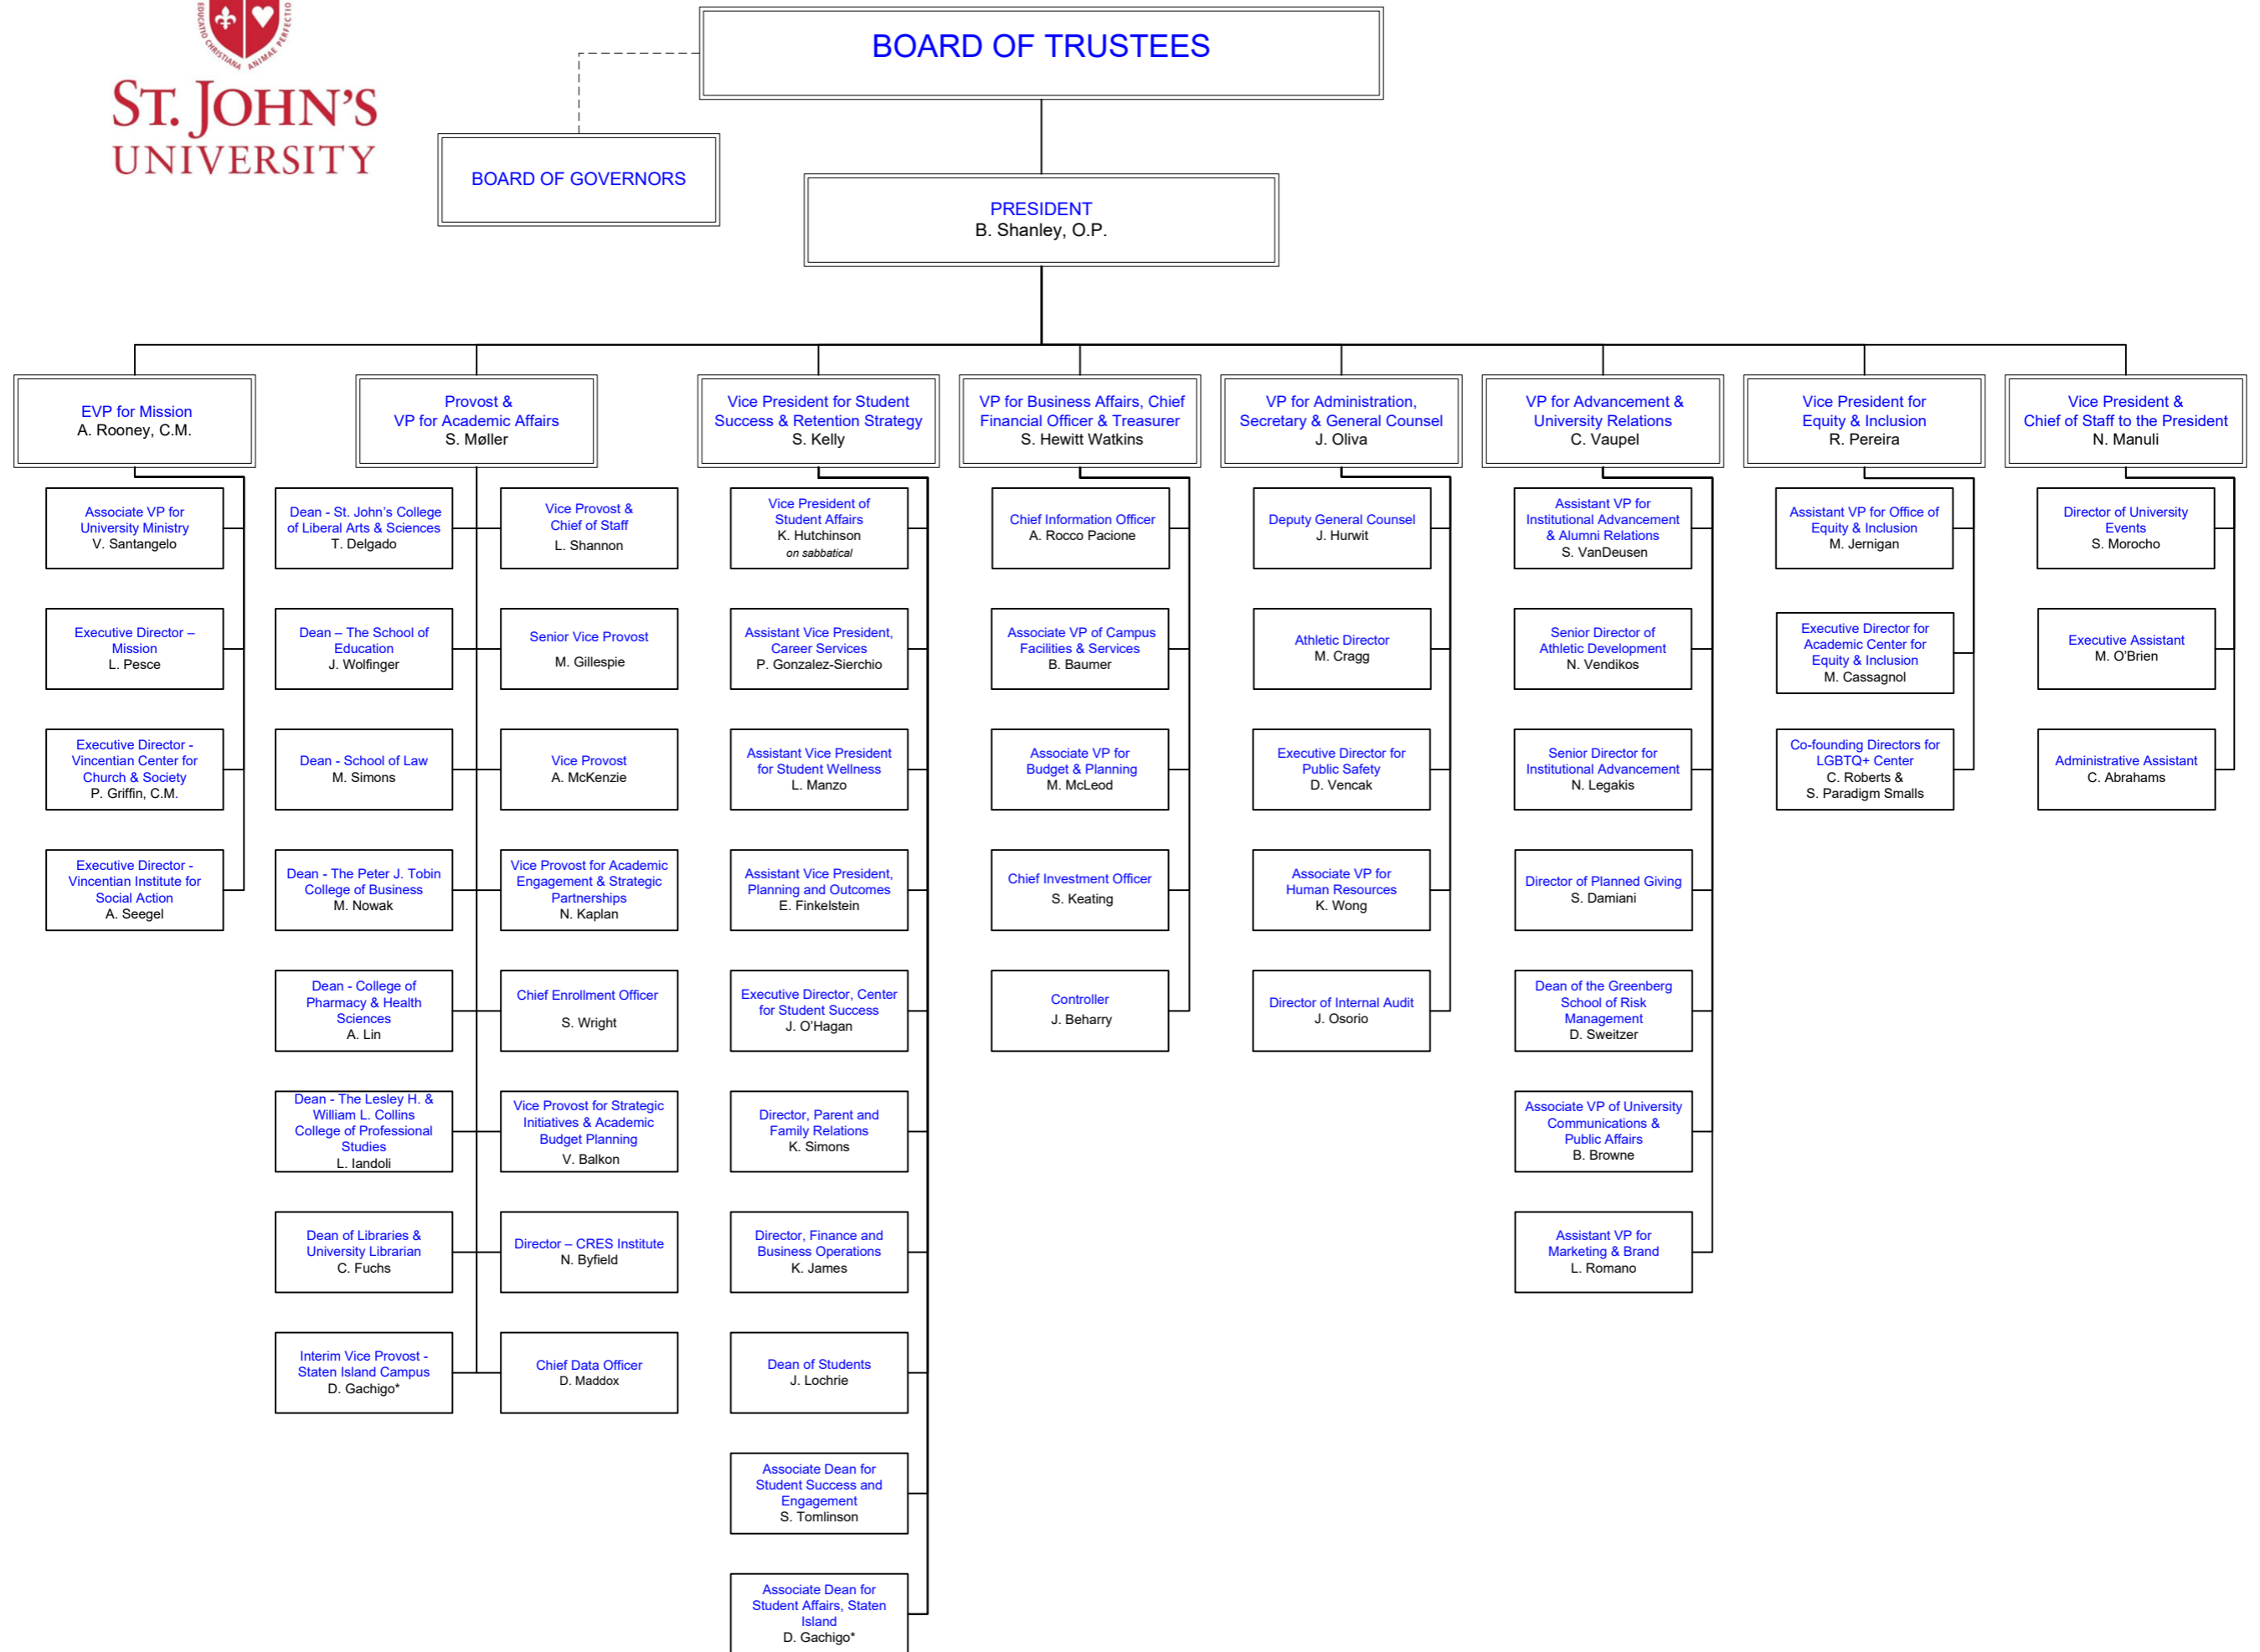 EDUCATIO CHRISTIANA ANIMAE PERFECTIO
ST. JOHN'S
UNIVERSITY
BOARD OF TRUSTEES
BOARD OF GOVERNORS
PRESIDENT
B. Shanley, O.P.
EVP for Mission
A. Rooney, C.M.
Provost &
VP for Academic Affairs
S. Møller
Vice President for Student
Success & Retention Strategy
S. Kelly
VP for Business Affairs, Chief
Financial Officer & Treasurer
S. Hewitt Watkins
VP for Administration,
Secretary & General Counsel
J. Oliva
VP for Advancement &
University Relations
C. Vaupel
Vice President for
Equity & Inclusion
R. Pereira
Vice President &
Chief of Staff to the President
N. Manuli
Associate VP for
University Ministry
V. Santangelo
Executive Director –
Mission
L. Pesce
Executive Director -
Vincentian Center for
Church & Society
P. Griffin, C.M.
Executive Director -
Vincentian Institute for
Social Action
A. Seegel
Dean - St. John's College
of Liberal Arts & Sciences
T. Delgado
Dean – The School of
Education
J. Wolfinger
Dean - School of Law
M. Simons
Dean - The Peter J. Tobin
College of Business
M. Nowak
Dean - College of
Pharmacy & Health
Sciences
A. Lin
Dean - The Lesley H. &
William L. Collins
College of Professional
Studies
L. Iandoli
Dean of Libraries &
University Librarian
C. Fuchs
Interim Vice Provost -
Staten Island Campus
D. Gachigo*
Vice Provost &
Chief of Staff
L. Shannon
Senior Vice Provost
M. Gillespie
Vice Provost
A. McKenzie
Vice Provost for Academic
Engagement & Strategic
Partnerships
N. Kaplan
Chief Enrollment Officer
S. Wright
Vice Provost for Strategic
Initiatives & Academic
Budget Planning
V. Balkon
Director – CRES Institute
N. Byfield
Chief Data Officer
D. Maddox
Vice President of
Student Affairs
K. Hutchinson
on sabbatical
Assistant Vice President,
Career Services
P. Gonzalez-Sierchio
Assistant Vice President
for Student Wellness
L. Manzo
Assistant Vice President,
Planning and Outcomes
E. Finkelstein
Executive Director, Center
for Student Success
J. O'Hagan
Director, Parent and
Family Relations
K. Simons
Director, Finance and
Business Operations
K. James
Dean of Students
J. Lochrie
Associate Dean for
Student Success and
Engagement
S. Tomlinson
Associate Dean for
Student Affairs, Staten
Island
D. Gachigo*
Chief Information Officer
A. Rocco Pacione
Associate VP of Campus
Facilities & Services
B. Baumer
Associate VP for
Budget & Planning
M. McLeod
Chief Investment Officer
S. Keating
Controller
J. Beharry
Deputy General Counsel
J. Hurwit
Athletic Director
M. Cragg
Executive Director for
Public Safety
D. Vencak
Associate VP for
Human Resources
K. Wong
Director of Internal Audit
J. Osorio
Assistant VP for
Institutional Advancement
& Alumni Relations
S. VanDeusen
Senior Director of
Athletic Development
N. Vendikos
Senior Director for
Institutional Advancement
N. Legakis
Director of Planned Giving
S. Damiani
Dean of the Greenberg
School of Risk
Management
D. Sweitzer
Associate VP of University
Communications &
Public Affairs
B. Browne
Assistant VP for
Marketing & Brand
L. Romano
Assistant VP for Office of
Equity & Inclusion
M. Jernigan
Executive Director for
Academic Center for
Equity & Inclusion
M. Cassagnol
Co-founding Directors for
LGBTQ+ Center
C. Roberts &
S. Paradigm Smalls
Director of University
Events
S. Morocho
Executive Assistant
M. O'Brien
Administrative Assistant
C. Abrahams